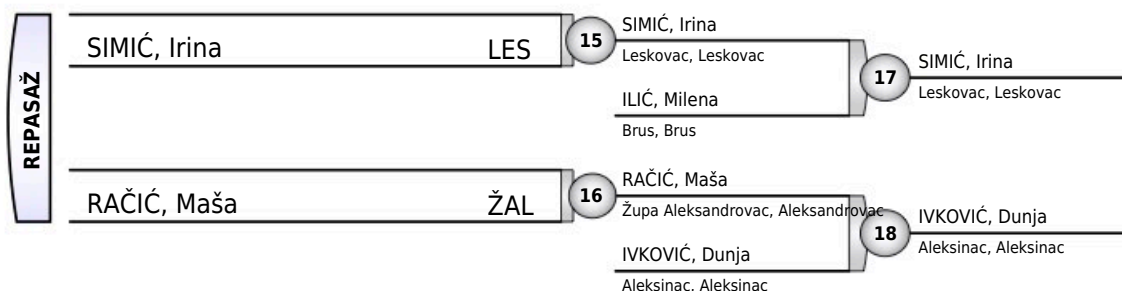 REPASAŽ
SIMIĆ, Irina LES
15
SIMIĆ, Irina
Leskovac, Leskovac
ILIĆ, Milena
Brus, Brus
17
SIMIĆ, Irina
Leskovac, Leskovac
RAČIĆ, Maša ŽAL
16
RAČIĆ, Maša
Župa Aleksandrovac, Aleksandrovac
IVKOVIĆ, Dunja
Aleksinac, Aleksinac
18
IVKOVIĆ, Dunja
Aleksinac, Aleksinac